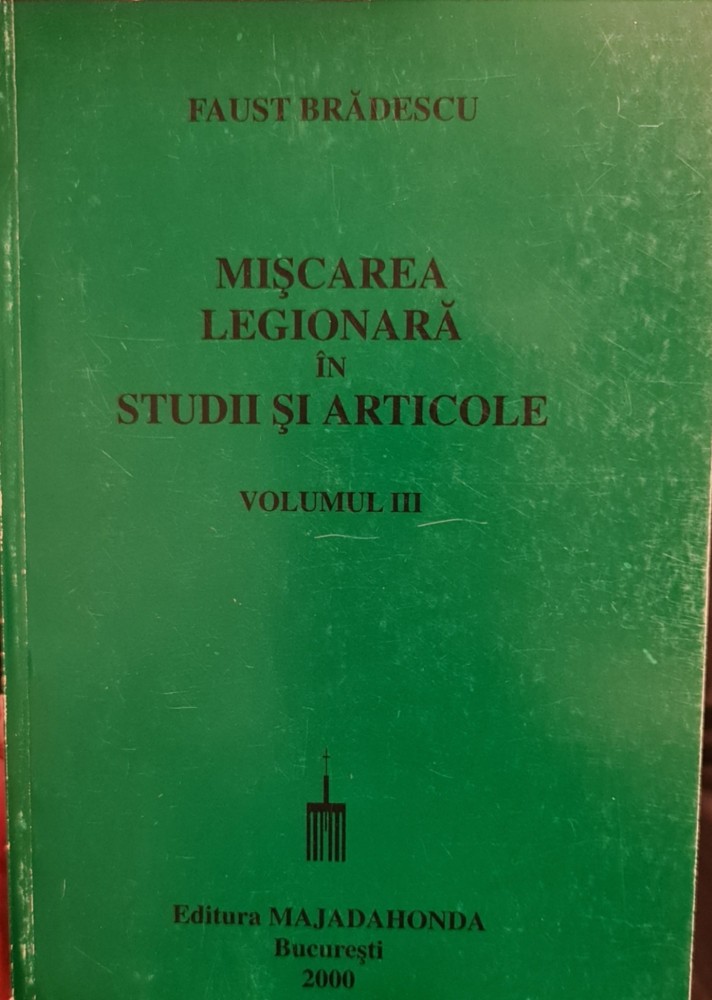 FAUST BRĂDESCU
MIŞCAREA
LEGIONARĂ
ÎN
STUDII ŞI ARTICOLE
VOLUMUL III
Editura MAJADAHONDA
Bucureşti
2000